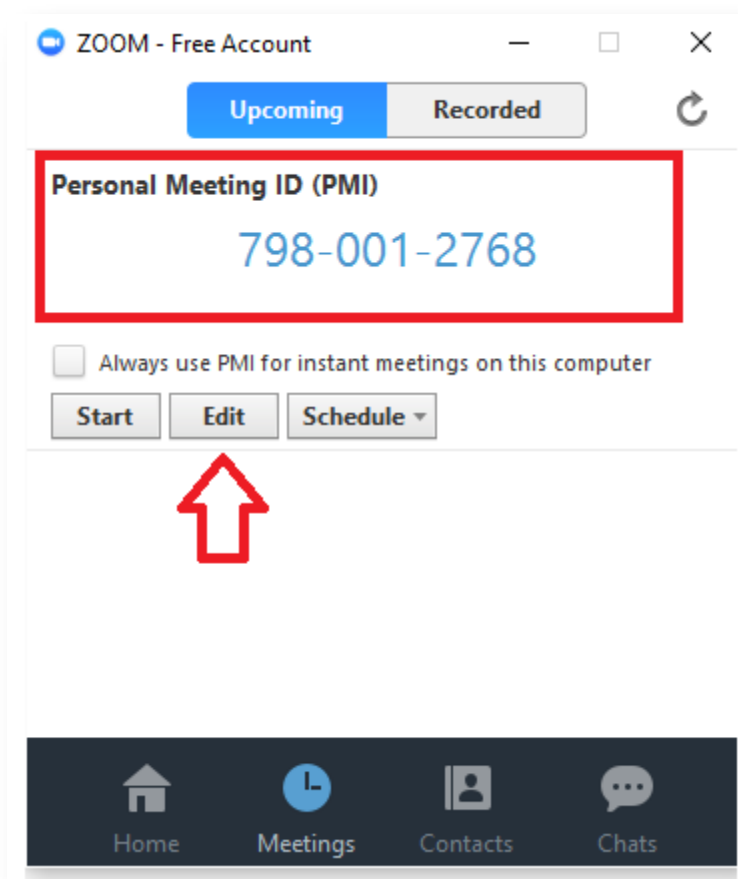 ZOOM - Free Account
Upcoming Recorded
Personal Meeting ID (PMI)
798-001-2768
Always use PMI for instant meetings on this computer
Start Edit Schedule
Home Meetings Contacts Chats